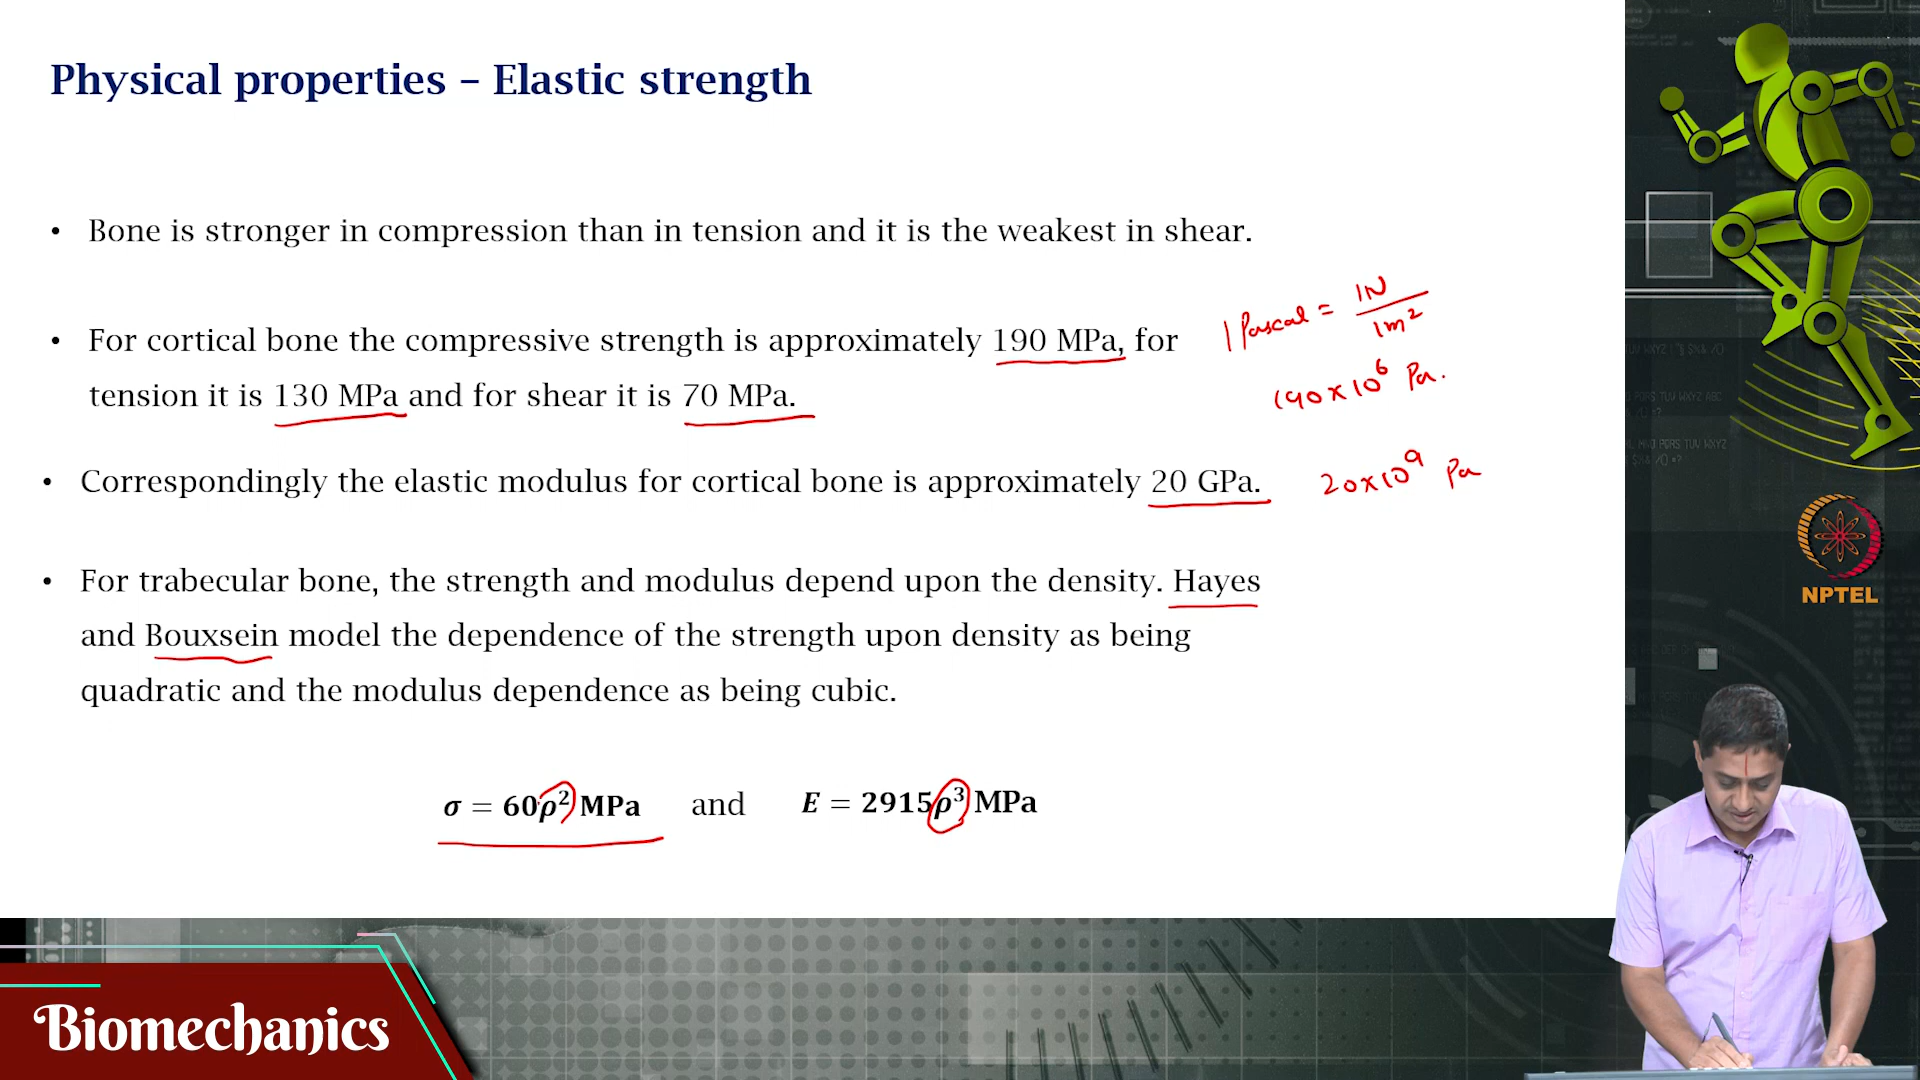 Physical properties – Elastic strength
• Bone is stronger in compression than in tension and it is the weakest in shear.
• For cortical bone the compressive strength is approximately 190 MPa, for
tension it is 130 MPa and for shear it is 70 MPa.
1 Pascal = 1N / 1m²
190 x 10⁶ Pa.
• Correspondingly the elastic modulus for cortical bone is approximately 20 GPa.
20 x 10⁹ Pa
• For trabecular bone, the strength and modulus depend upon the density. Hayes
and Bouxsein model the dependence of the strength upon density as being
quadratic and the modulus dependence as being cubic.
σ = 60ρ² MPa and E = 2915ρ³ MPa
NPTEL
Biomechanics